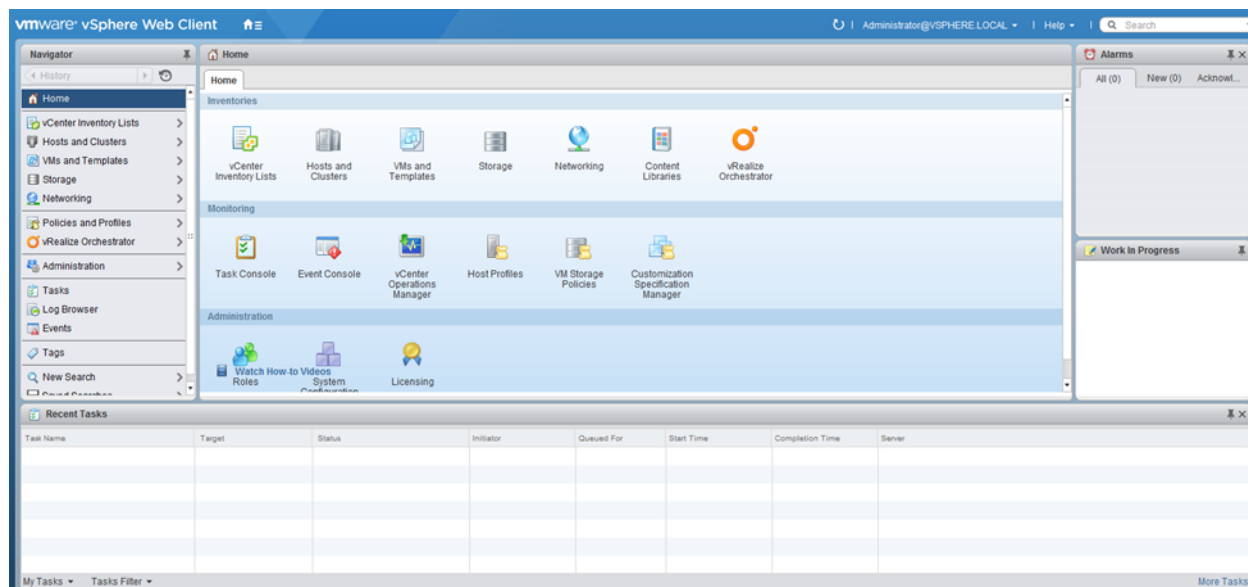 vmware® vSphere Web Client
Administrator@VSPHERE.LOCAL
Help
Search
Navigator
History
Home
vCenter Inventory Lists
Hosts and Clusters
VMs and Templates
Storage
Networking
Policies and Profiles
vRealize Orchestrator
Administration
Tasks
Log Browser
Events
Tags
New Search
Saved Searches
Home
Home
Inventories
vCenter
Inventory Lists
Hosts and
Clusters
VMs and
Templates
Storage
Networking
Content
Libraries
vRealize
Orchestrator
Monitoring
Task Console
Event Console
vCenter
Operations
Manager
Host Profiles
VM Storage
Policies
Customization
Specification
Manager
Administration
Watch How-to Videos
Roles
System
Configuration
Licensing
Alarms
All (0) New (0) Acknowl...
Work In Progress
Recent Tasks
Task Name Target Status Initiator Queued For Start Time Completion Time Server
My Tasks Tasks Filter More Tasks